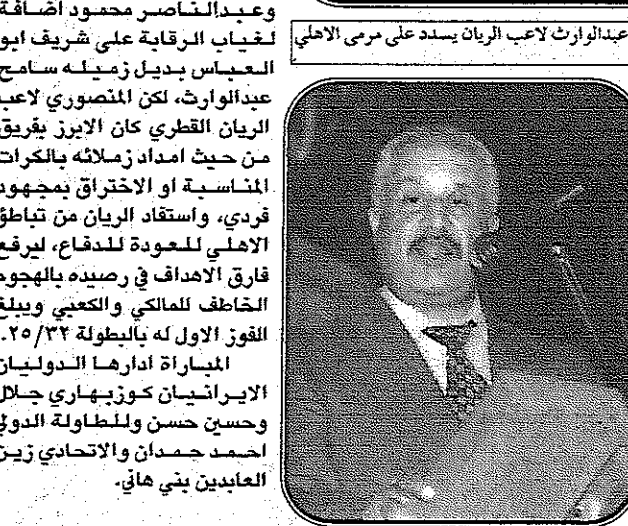 وعبدالناصر محمود اضافة
لغياب الرقابة على شريف ابو
العباس بديل زميله سامح
عبدالوارث، لكن المنصوري لاعب
الريان القطري كان الابرز بفريق
من حيث امداد زملائه بالكرات
المناسبة او الاختراق بمجهود
فردي، واستفاد الريان من تباطؤ
الاهلي للعودة للدفاع، ليرفع
فارق الاهداف في رصيده بالهجوم
الخاطف للمالكي والكعبي ويبلغ
الفوز الاول له بالبطولة ٢٥/٣٢.
المباراة ادارها الدوليان
الايرانيان كوزبهاري جلال
وحسين حسن وللطاولة الدولي
احمد حمدان والاتحادي زين
العابدين بني هاني.
عبدالوارث لاعب الريان يسدد على مرمى الاهلي